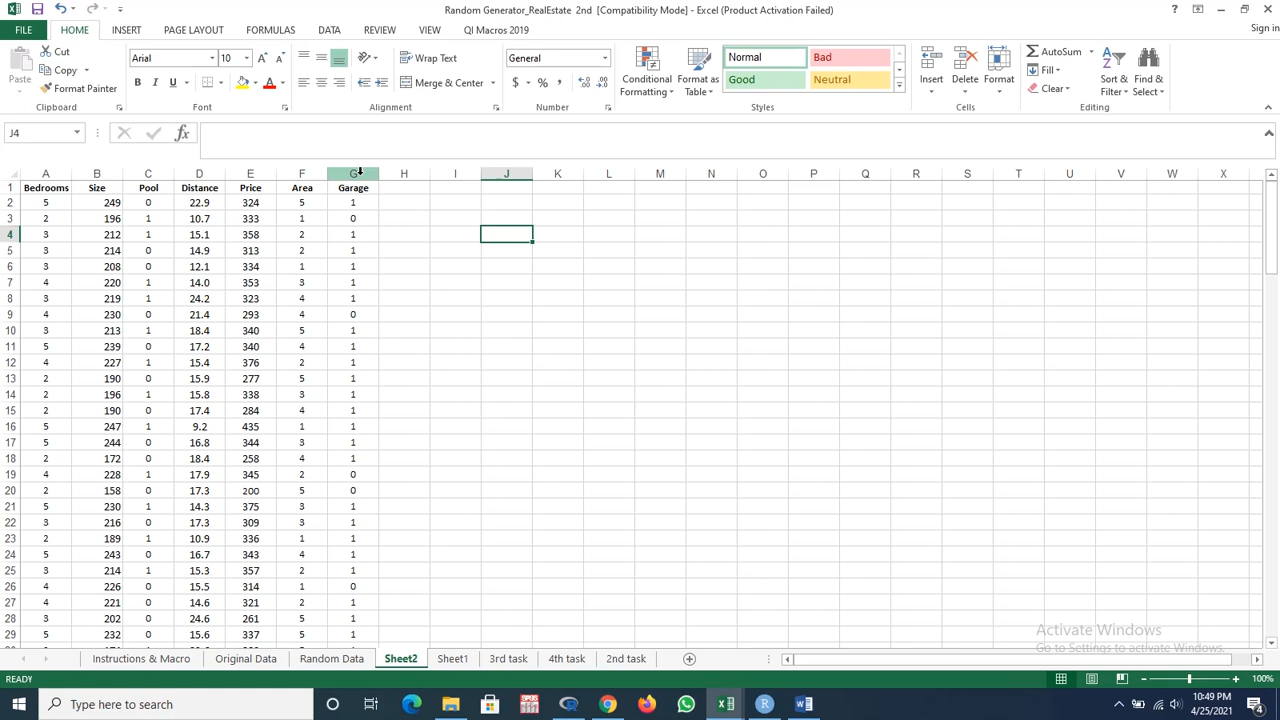 Random Generator_RealEstate 2nd [Compatibility Mode] - Excel (Product Activation Failed)
FILE HOME INSERT PAGE LAYOUT FORMULAS DATA REVIEW VIEW QI Macros 2019 Sign in
Paste Cut Copy Format Painter Clipboard
Arial 10 B I U A Font
Wrap Text Merge & Center Alignment
General $ % , Number
Conditional Formatting Format as Table Normal Bad Good Neutral Styles
Insert Delete Format Cells
AutoSum Fill Clear Sort & Filter Find & Select Editing
J4 fx
A B C D E F G H I J K L M N O P Q R S T U V W X
1 Bedrooms Size Pool Distance Price Area Garage
2 5 249 0 22.9 324 5 1
3 2 196 1 10.7 333 1 0
4 3 212 1 15.1 358 2 1
5 3 214 0 14.9 313 2 1
6 3 208 0 12.1 334 1 1
7 4 220 1 14.0 353 3 1
8 3 219 1 24.2 323 4 1
9 4 230 0 21.4 293 4 0
10 3 213 1 18.4 340 5 1
11 5 239 0 17.2 340 4 1
12 4 227 1 15.4 376 2 1
13 2 190 0 15.9 277 5 1
14 2 196 1 15.8 338 3 1
15 2 190 0 17.4 284 4 1
16 5 247 1 9.2 435 1 1
17 5 244 0 16.8 344 3 1
18 2 172 0 18.4 258 4 1
19 4 228 1 17.9 345 2 0
20 2 158 0 17.3 200 5 0
21 5 230 1 14.3 375 3 1
22 3 216 0 17.3 309 3 1
23 2 189 1 10.9 336 1 1
24 5 243 0 16.7 343 4 1
25 3 214 1 15.3 357 2 1
26 4 226 0 15.5 314 1 0
27 4 221 0 14.6 321 2 1
28 3 202 0 24.6 261 5 1
29 5 232 0 15.6 337 5 1
Activate Windows
Go to Settings to activate Windows.
Instructions & Macro Original Data Random Data Sheet2 Sheet1 3rd task 4th task 2nd task
READY 100%
Type here to search
10:49 PM
4/25/2021
4